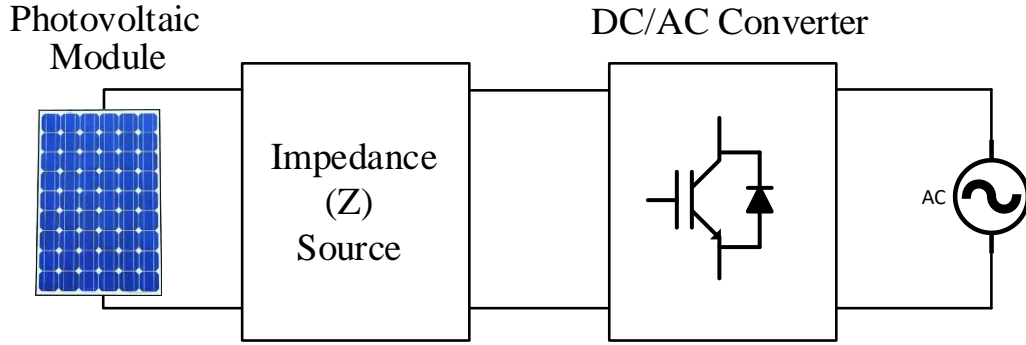 Photovoltaic
Module
DC/AC Converter
Impedance
(Z)
Source
AC